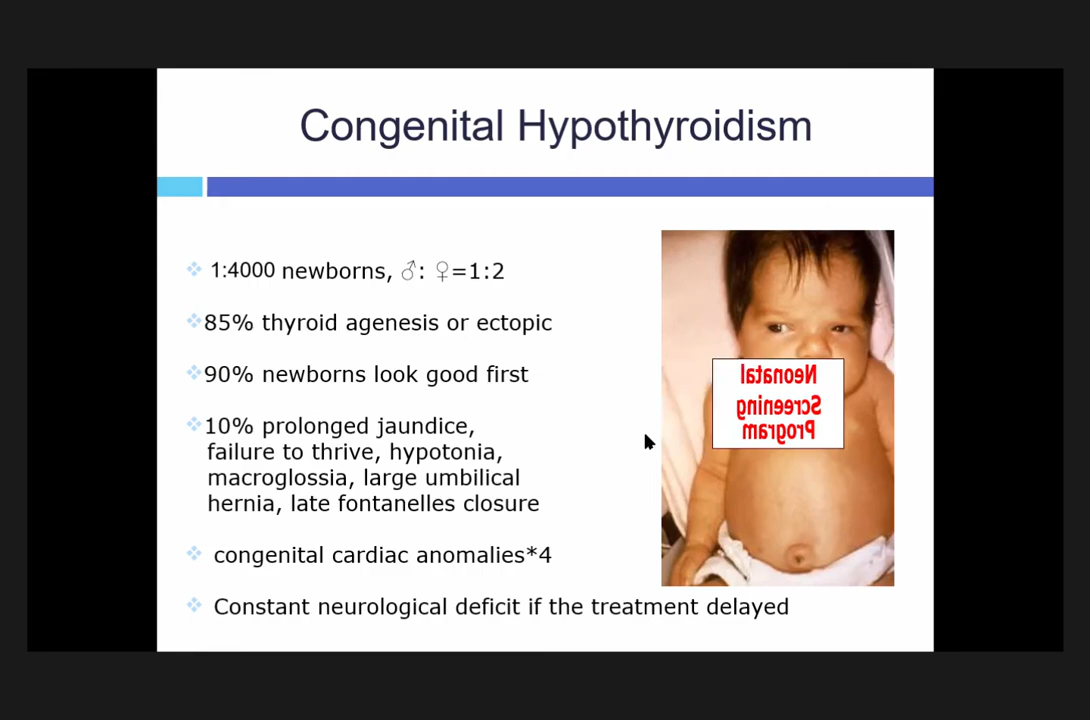 Congenital Hypothyroidism
❖ 1:4000 newborns, ♂: ♀=1:2
❖85% thyroid agenesis or ectopic
❖90% newborns look good first
❖10% prolonged jaundice,
failure to thrive, hypotonia,
macroglossia, large umbilical
hernia, late fontanelles closure
❖ congenital cardiac anomalies*4
❖ Constant neurological deficit if the treatment delayed
Neonatal
Screening
Program